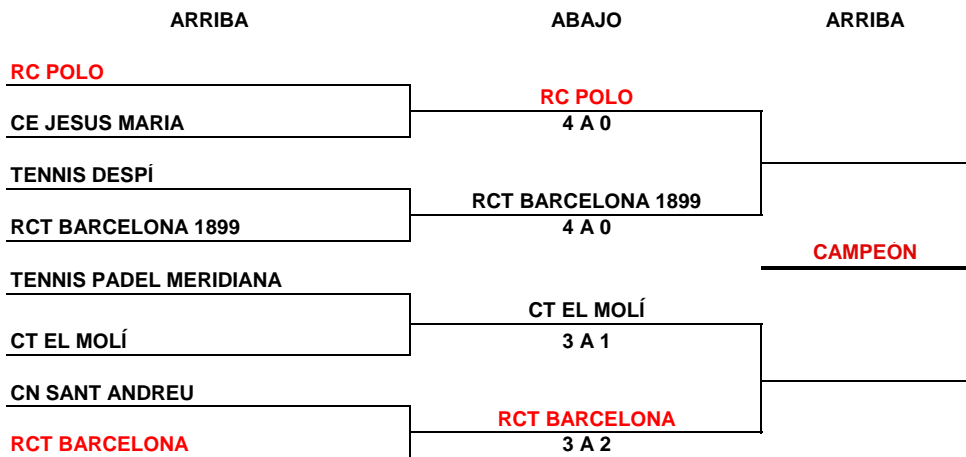 ARRIBA ABAJO ARRIBA
RC POLO
RC POLO
CE JESUS MARIA 4 A 0
TENNIS DESPÍ
RCT BARCELONA 1899
RCT BARCELONA 1899 4 A 0
CAMPEÓN
TENNIS PADEL MERIDIANA
CT EL MOLÍ
CT EL MOLÍ 3 A 1
CN SANT ANDREU
RCT BARCELONA
RCT BARCELONA 3 A 2